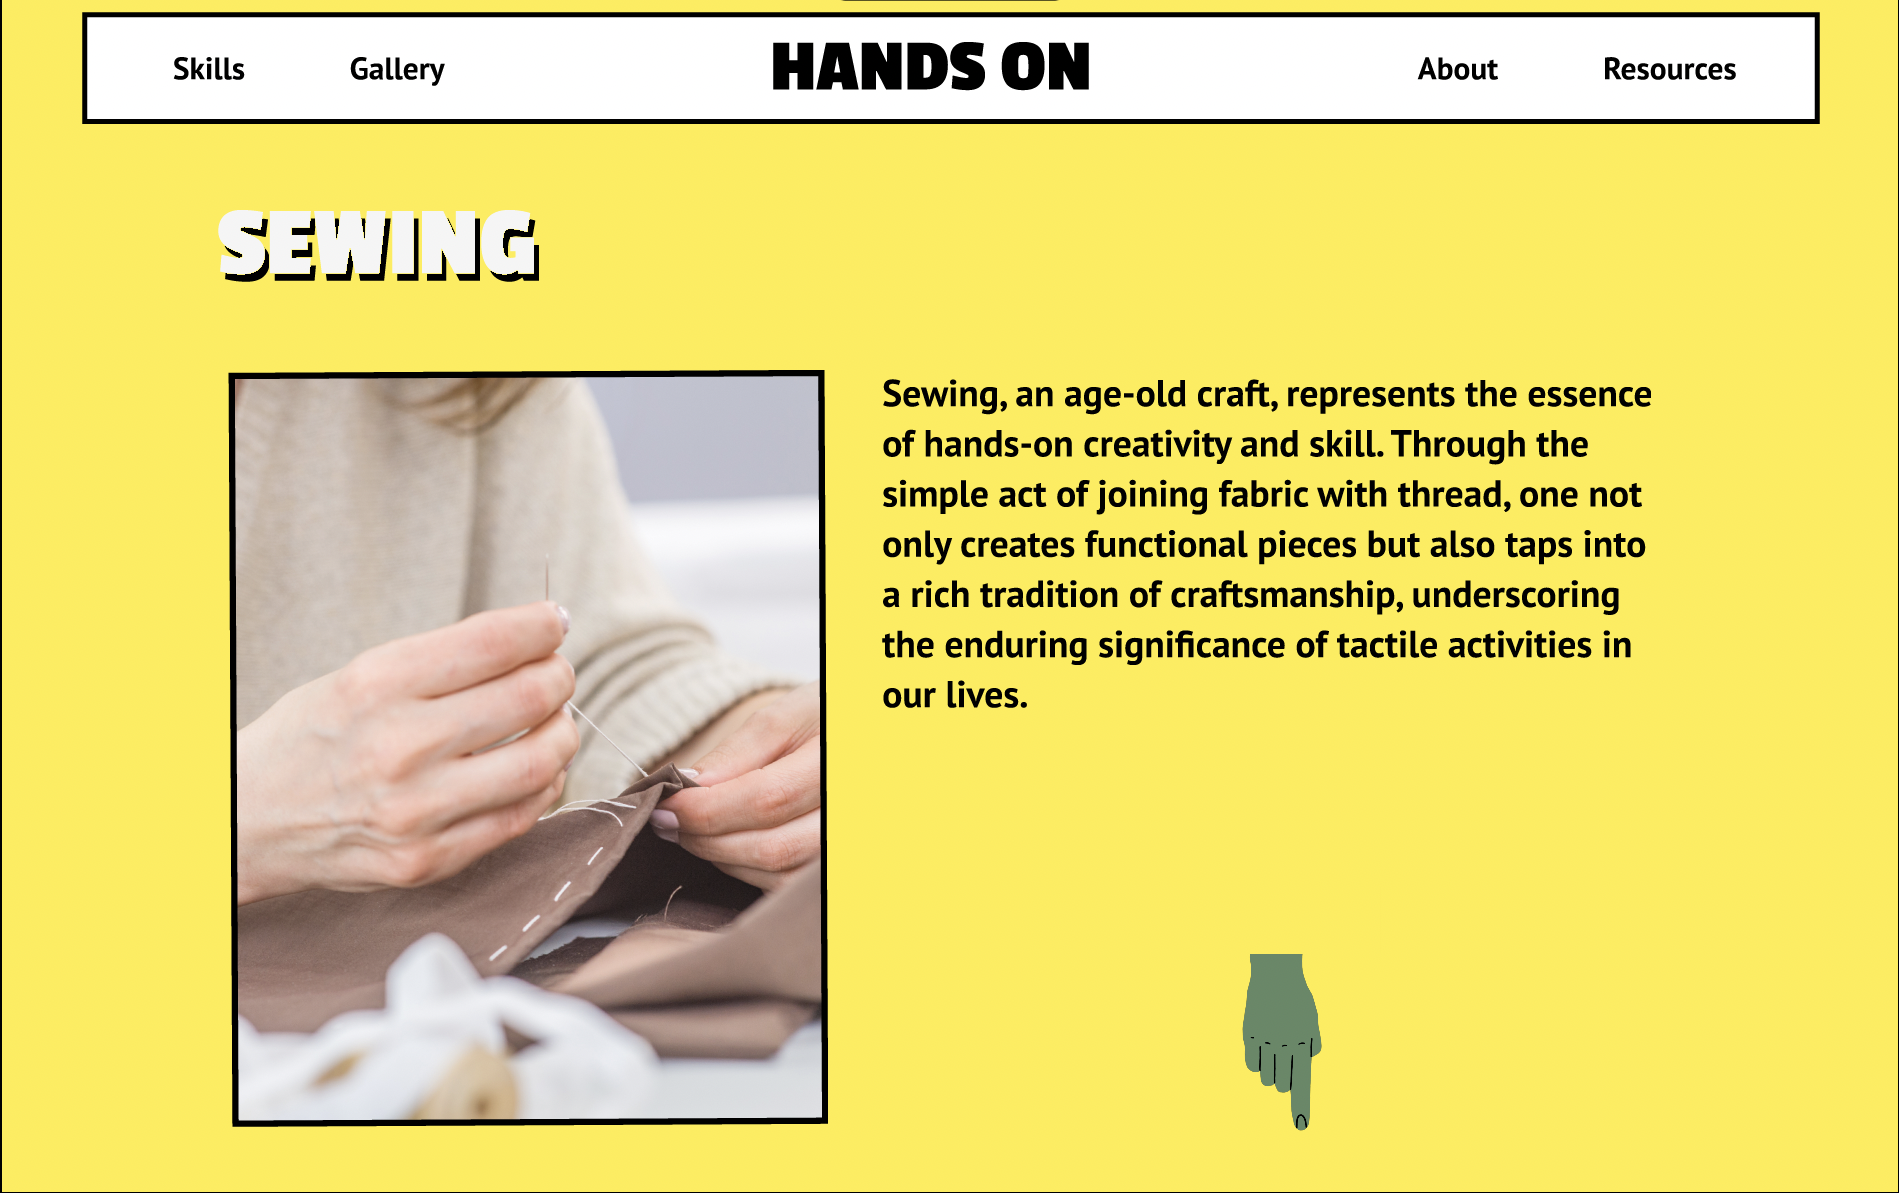 Skills
Gallery
HANDS ON
About
Resources
SEWING
Sewing, an age-old craft, represents the essence
of hands-on creativity and skill. Through the
simple act of joining fabric with thread, one not
only creates functional pieces but also taps into
a rich tradition of craftsmanship, underscoring
the enduring significance of tactile activities in
our lives.